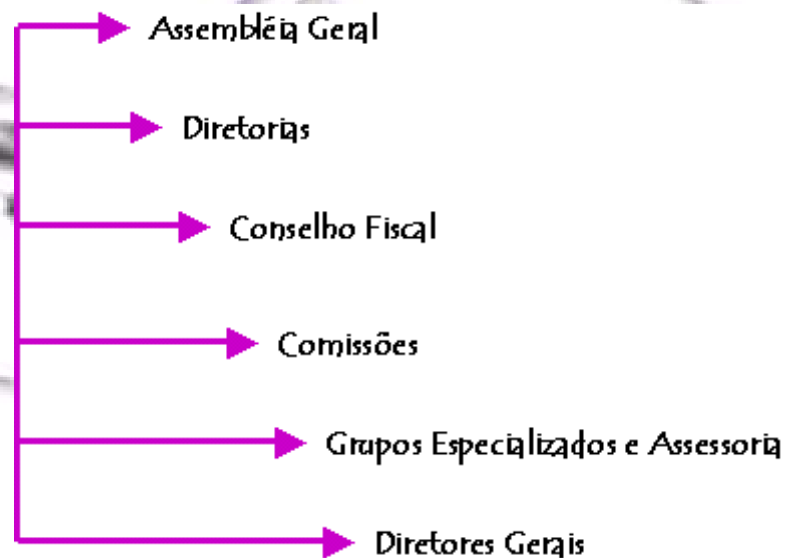 Assembléia Geral
Diretorias
Conselho Fiscal
Comissões
Grupos Especializados e Assessoria
Diretores Gerais